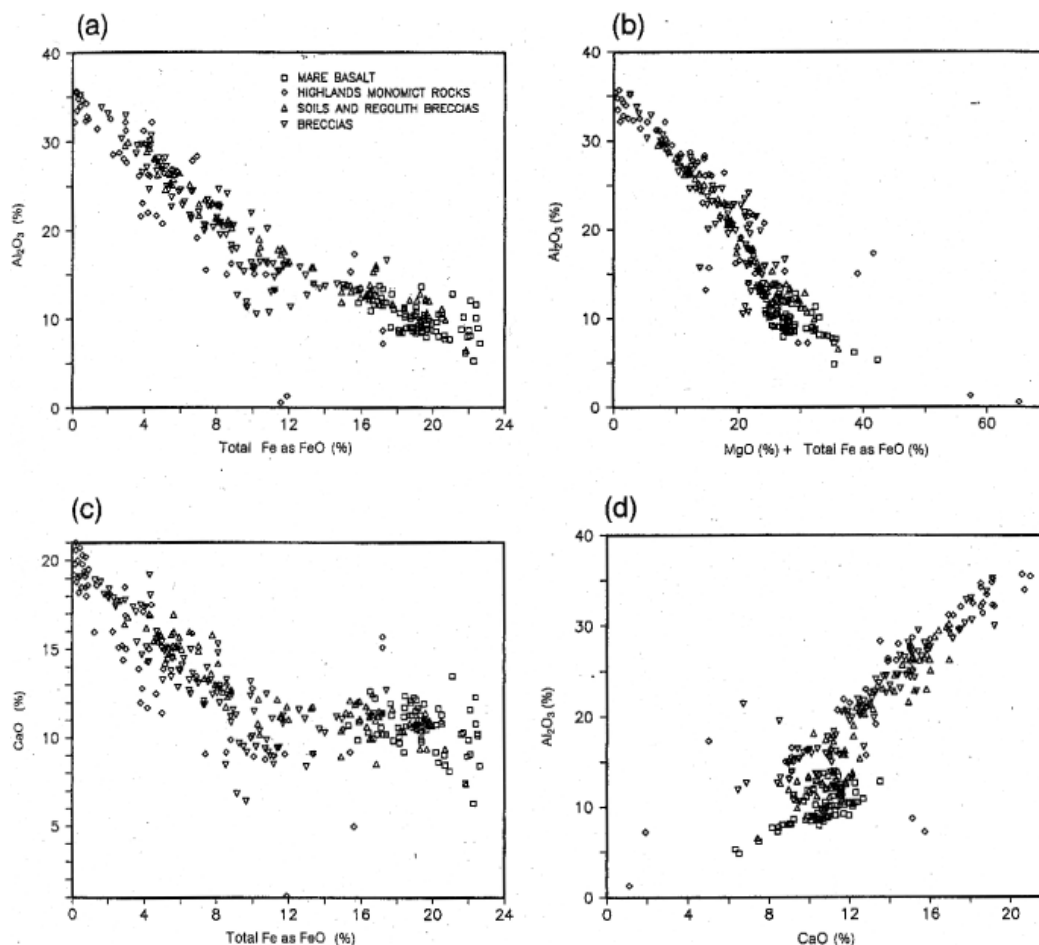 (a)
40
30
20
10
0
Al₂O₃ (%)
□ MARE BASALT
◇ HIGHLANDS MONOMICT ROCKS
△ SOILS AND REGOLITH BRECCIAS
▽ BRECCIAS
0 4 8 12 16 20 24
Total Fe as FeO (%)
(b)
40
30
20
10
0
Al₂O₃ (%)
0 20 40 60
MgO (%) + Total Fe as FeO (%)
(c)
20
15
10
5
CaO (%)
0 4 8 12 16 20 24
Total Fe as FeO (%)
(d)
40
30
20
10
0
Al₂O₃ (%)
0 4 8 12 16 20
CaO (%)